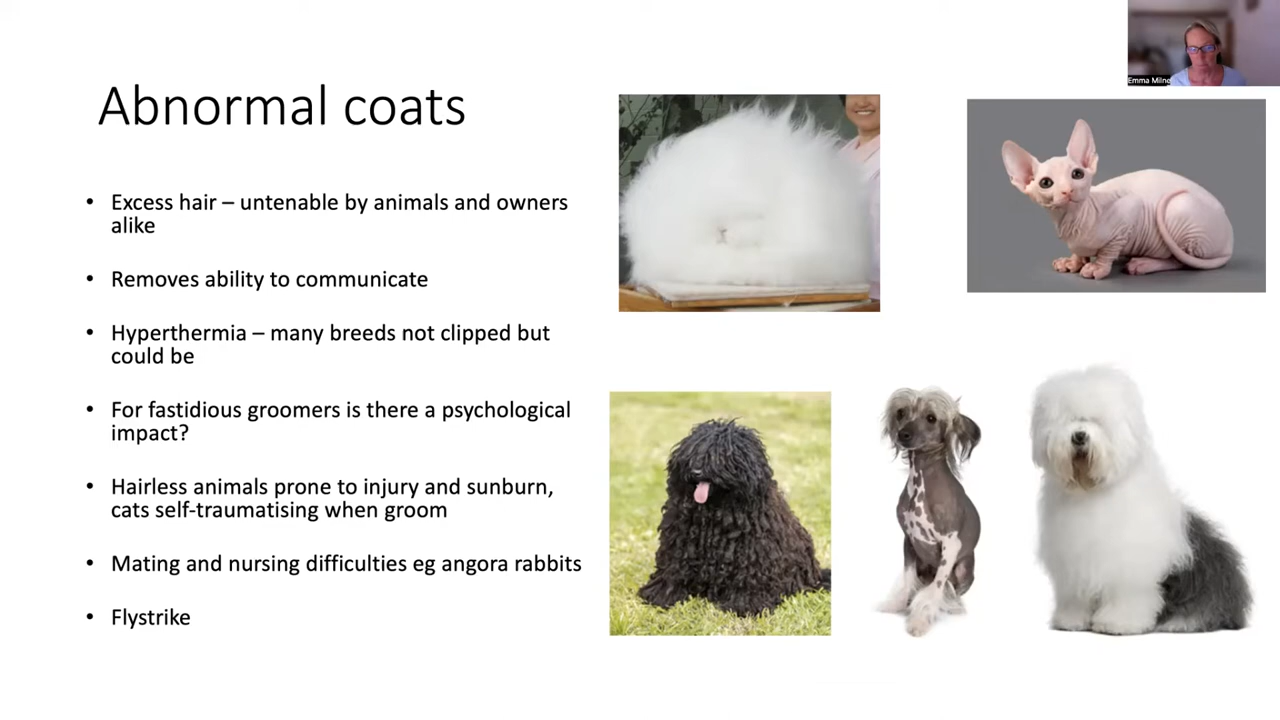 Abnormal coats
• Excess hair – untenable by animals and owners
alike
• Removes ability to communicate
• Hyperthermia – many breeds not clipped but
could be
• For fastidious groomers is there a psychological
impact?
• Hairless animals prone to injury and sunburn,
cats self-traumatising when groom
• Mating and nursing difficulties eg angora rabbits
• Flystrike
Emma Milne